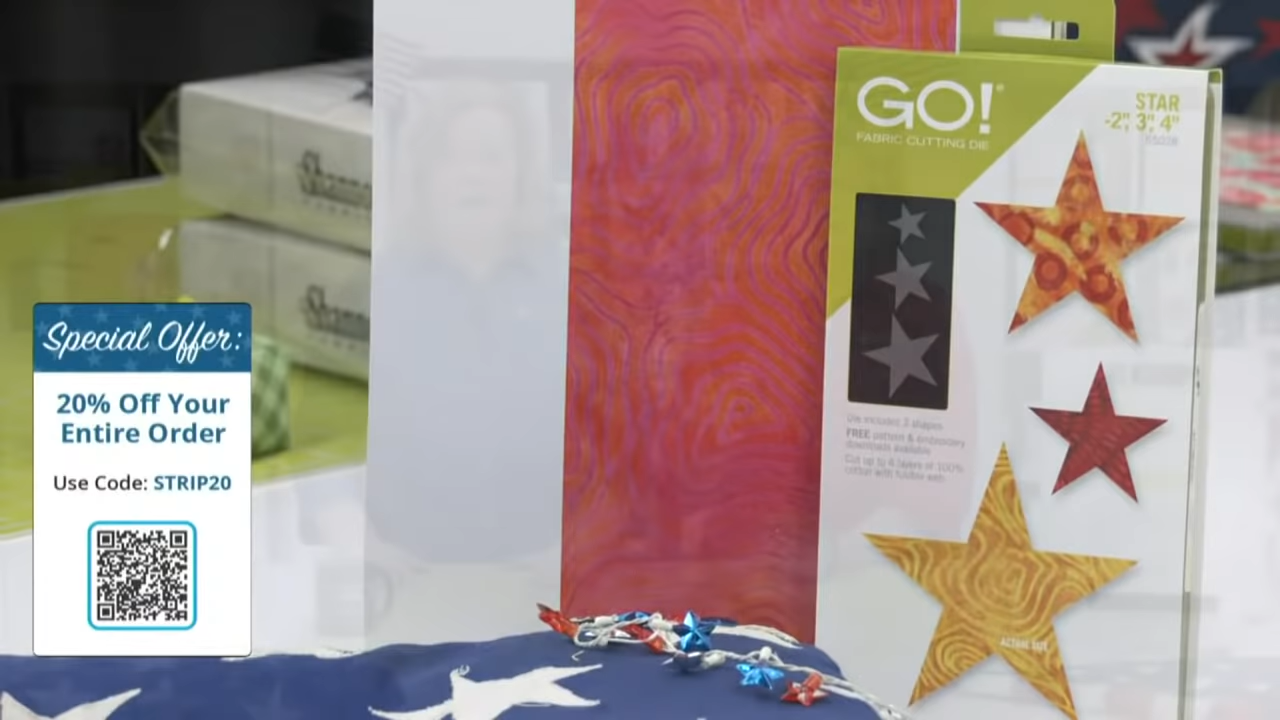 Special Offer:
20% Off Your
Entire Order
Use Code: STRIP20
GO!
FABRIC CUTTING DIE
STAR
-2", 3", 4"
Die includes 3 shapes
FREE pattern & embroidery
downloads available
Cut up to 6 layers of 100%
cotton with fusible web
ACTUAL SIZE